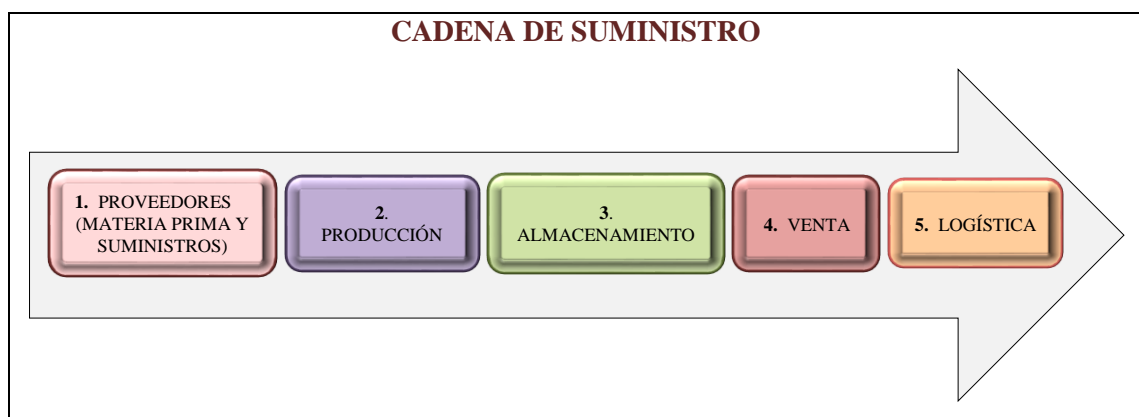 CADENA DE SUMINISTRO
1. PROVEEDORES
(MATERIA PRIMA Y
SUMINISTROS)
2.
PRODUCCIÓN
3.
ALMACENAMIENTO
4. VENTA
5. LOGÍSTICA